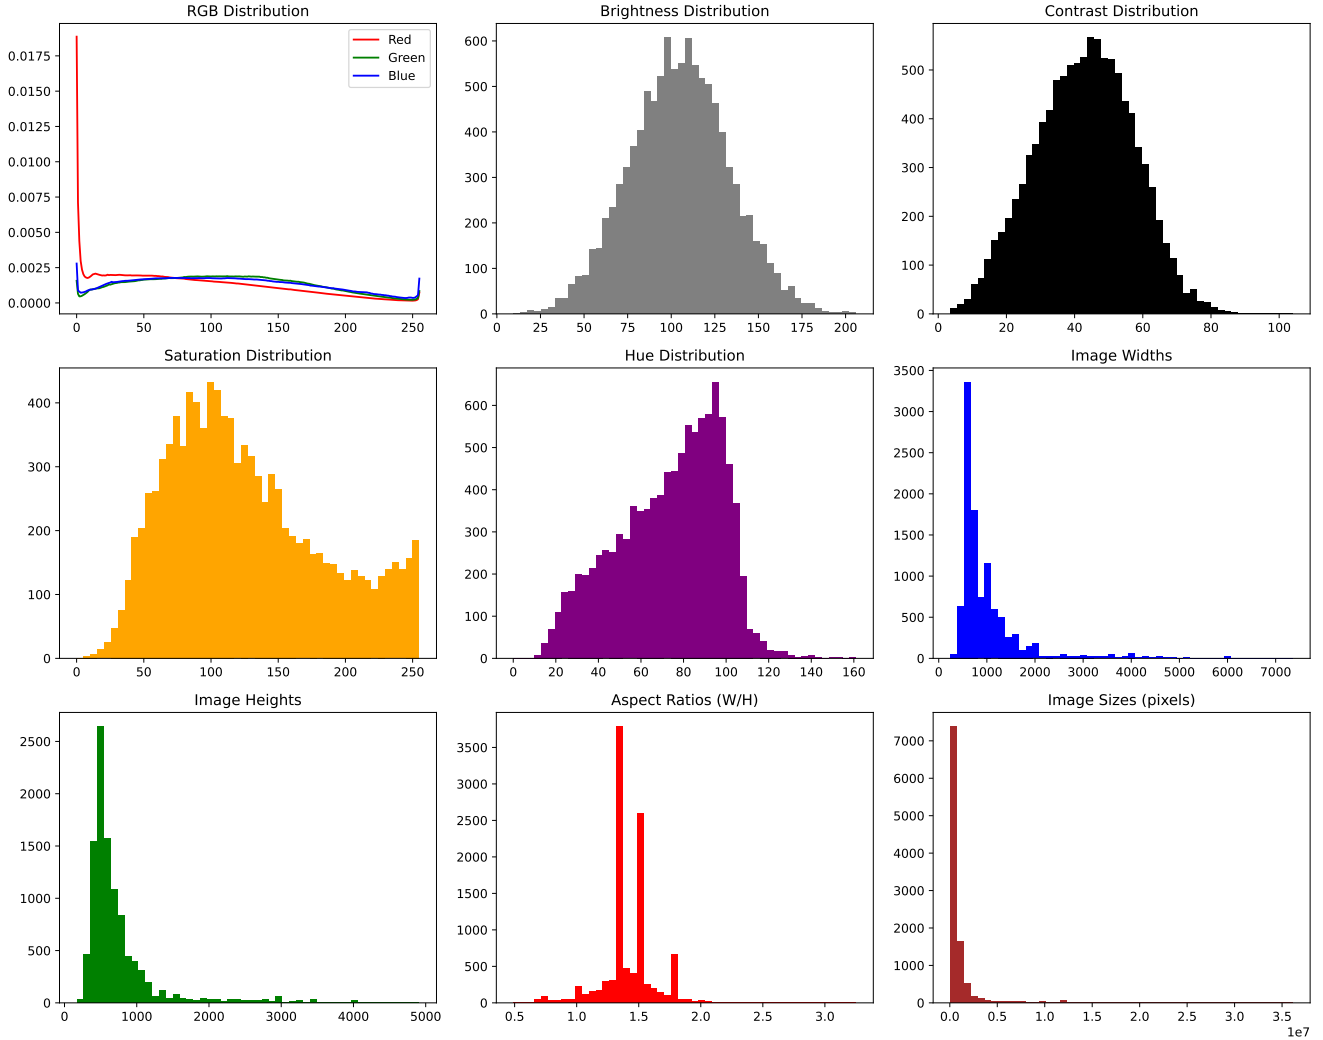 RGB Distribution
Red
Green
Blue
0.0175
0.0150
0.0125
0.0100
0.0075
0.0050
0.0025
0.0000
0 50 100 150 200 250
Brightness Distribution
600
500
400
300
200
100
0
0 25 50 75 100 125 150 175 200
Contrast Distribution
500
400
300
200
100
0
0 20 40 60 80 100
Saturation Distribution
400
300
200
100
0
0 50 100 150 200 250
Hue Distribution
600
500
400
300
200
100
0
0 20 40 60 80 100 120 140 160
Image Widths
3500
3000
2500
2000
1500
1000
500
0
0 1000 2000 3000 4000 5000 6000 7000
Image Heights
2500
2000
1500
1000
500
0
0 1000 2000 3000 4000 5000
Aspect Ratios (W/H)
3500
3000
2500
2000
1500
1000
500
0
0.5 1.0 1.5 2.0 2.5 3.0
Image Sizes (pixels)
7000
6000
5000
4000
3000
2000
1000
0
0.0 0.5 1.0 1.5 2.0 2.5 3.0 3.5
1e7